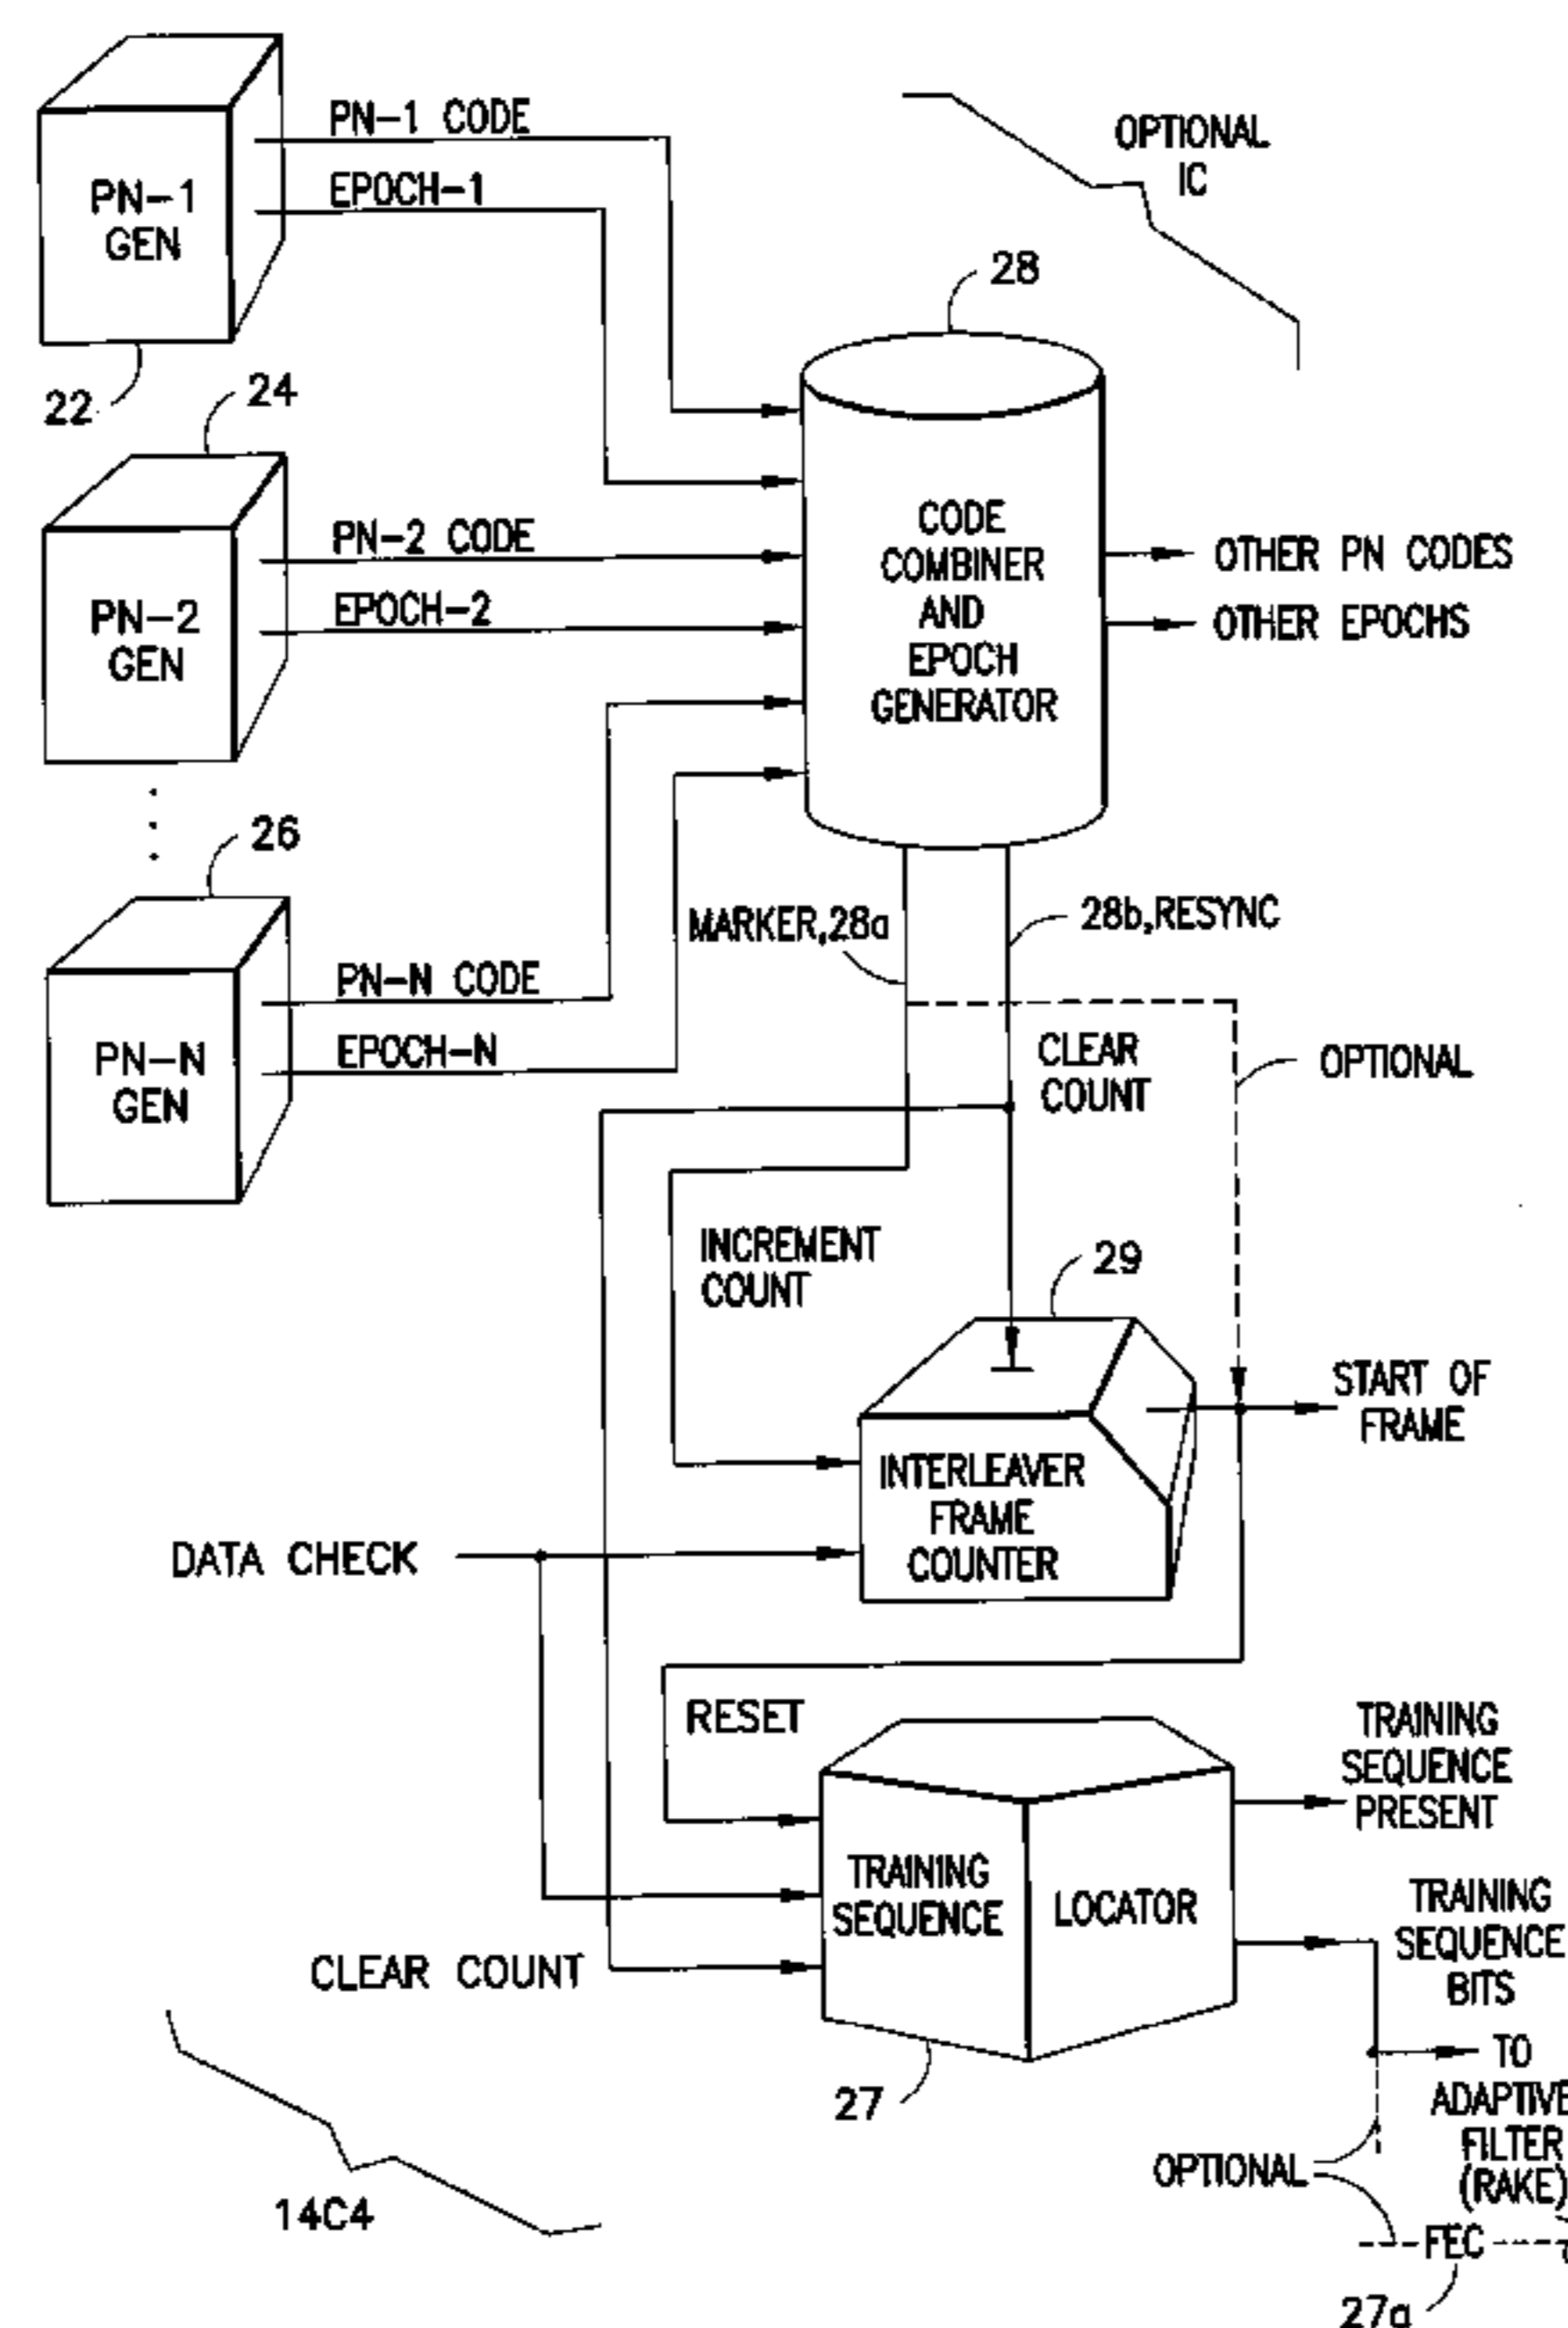 PN-1 CODE
EPOCH-1
PN-1
GEN
22
OPTIONAL
IC
28
24
PN-2 CODE
EPOCH-2
PN-2
GEN
CODE
COMBINER
AND
EPOCH
GENERATOR
OTHER PN CODES
OTHER EPOCHS
26
PN-N CODE
EPOCH-N
PN-N
GEN
MARKER,28a
28b,RESYNC
CLEAR
COUNT
OPTIONAL
INCREMENT
COUNT
29
START OF
FRAME
INTERLEAVER
FRAME
COUNTER
DATA CHECK
RESET
TRAINING
SEQUENCE
PRESENT
TRAINING
SEQUENCE
LOCATOR
TRAINING
SEQUENCE
BITS
CLEAR COUNT
27
TO
ADAPTIVE
FILTER
(RAKE)
OPTIONAL
FEC
27a
14C4